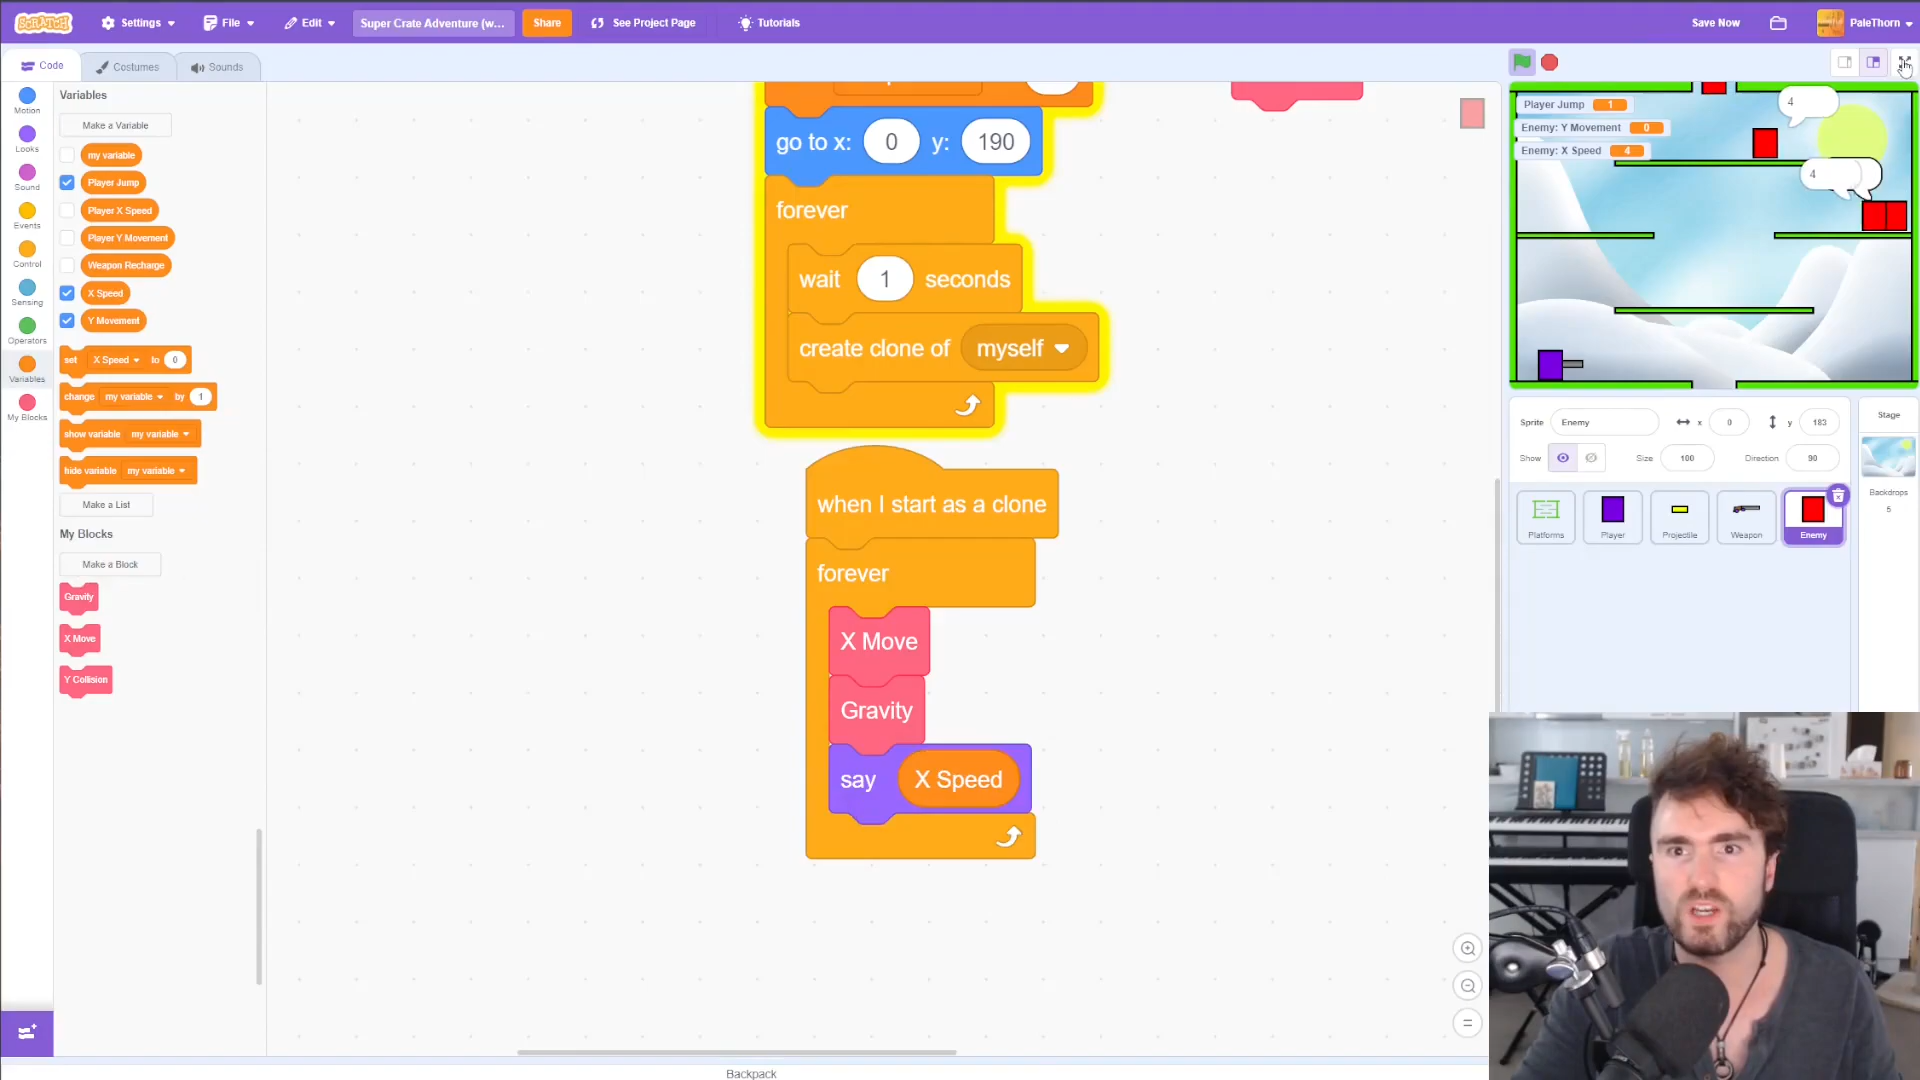 SCRATCH Settings File Edit Super Crate Adventure (w... Share See Project Page Tutorials Save Now PaleThorn
Code Costumes Sounds
Motion
Looks
Sound
Events
Control
Sensing
Operators
Variables
My Blocks
Variables
Make a Variable
my variable
Player Jump
Player X Speed
Player Y Movement
Weapon Recharge
X Speed
Y Movement
set X Speed to 0
change my variable by 1
show variable my variable
hide variable my variable
Make a List
My Blocks
Make a Block
Gravity
X Move
Y Collision
go to x: 0 y: 190
forever
wait 1 seconds
create clone of myself
when I start as a clone
forever
X Move
Gravity
say X Speed
Player Jump 1
Enemy: Y Movement 0
Enemy: X Speed 4
4
4
Sprite Enemy x 0 y 183
Show Size 100 Direction 90
Platforms Player Projectile Weapon Enemy
Stage
Backdrops
5
Backpack